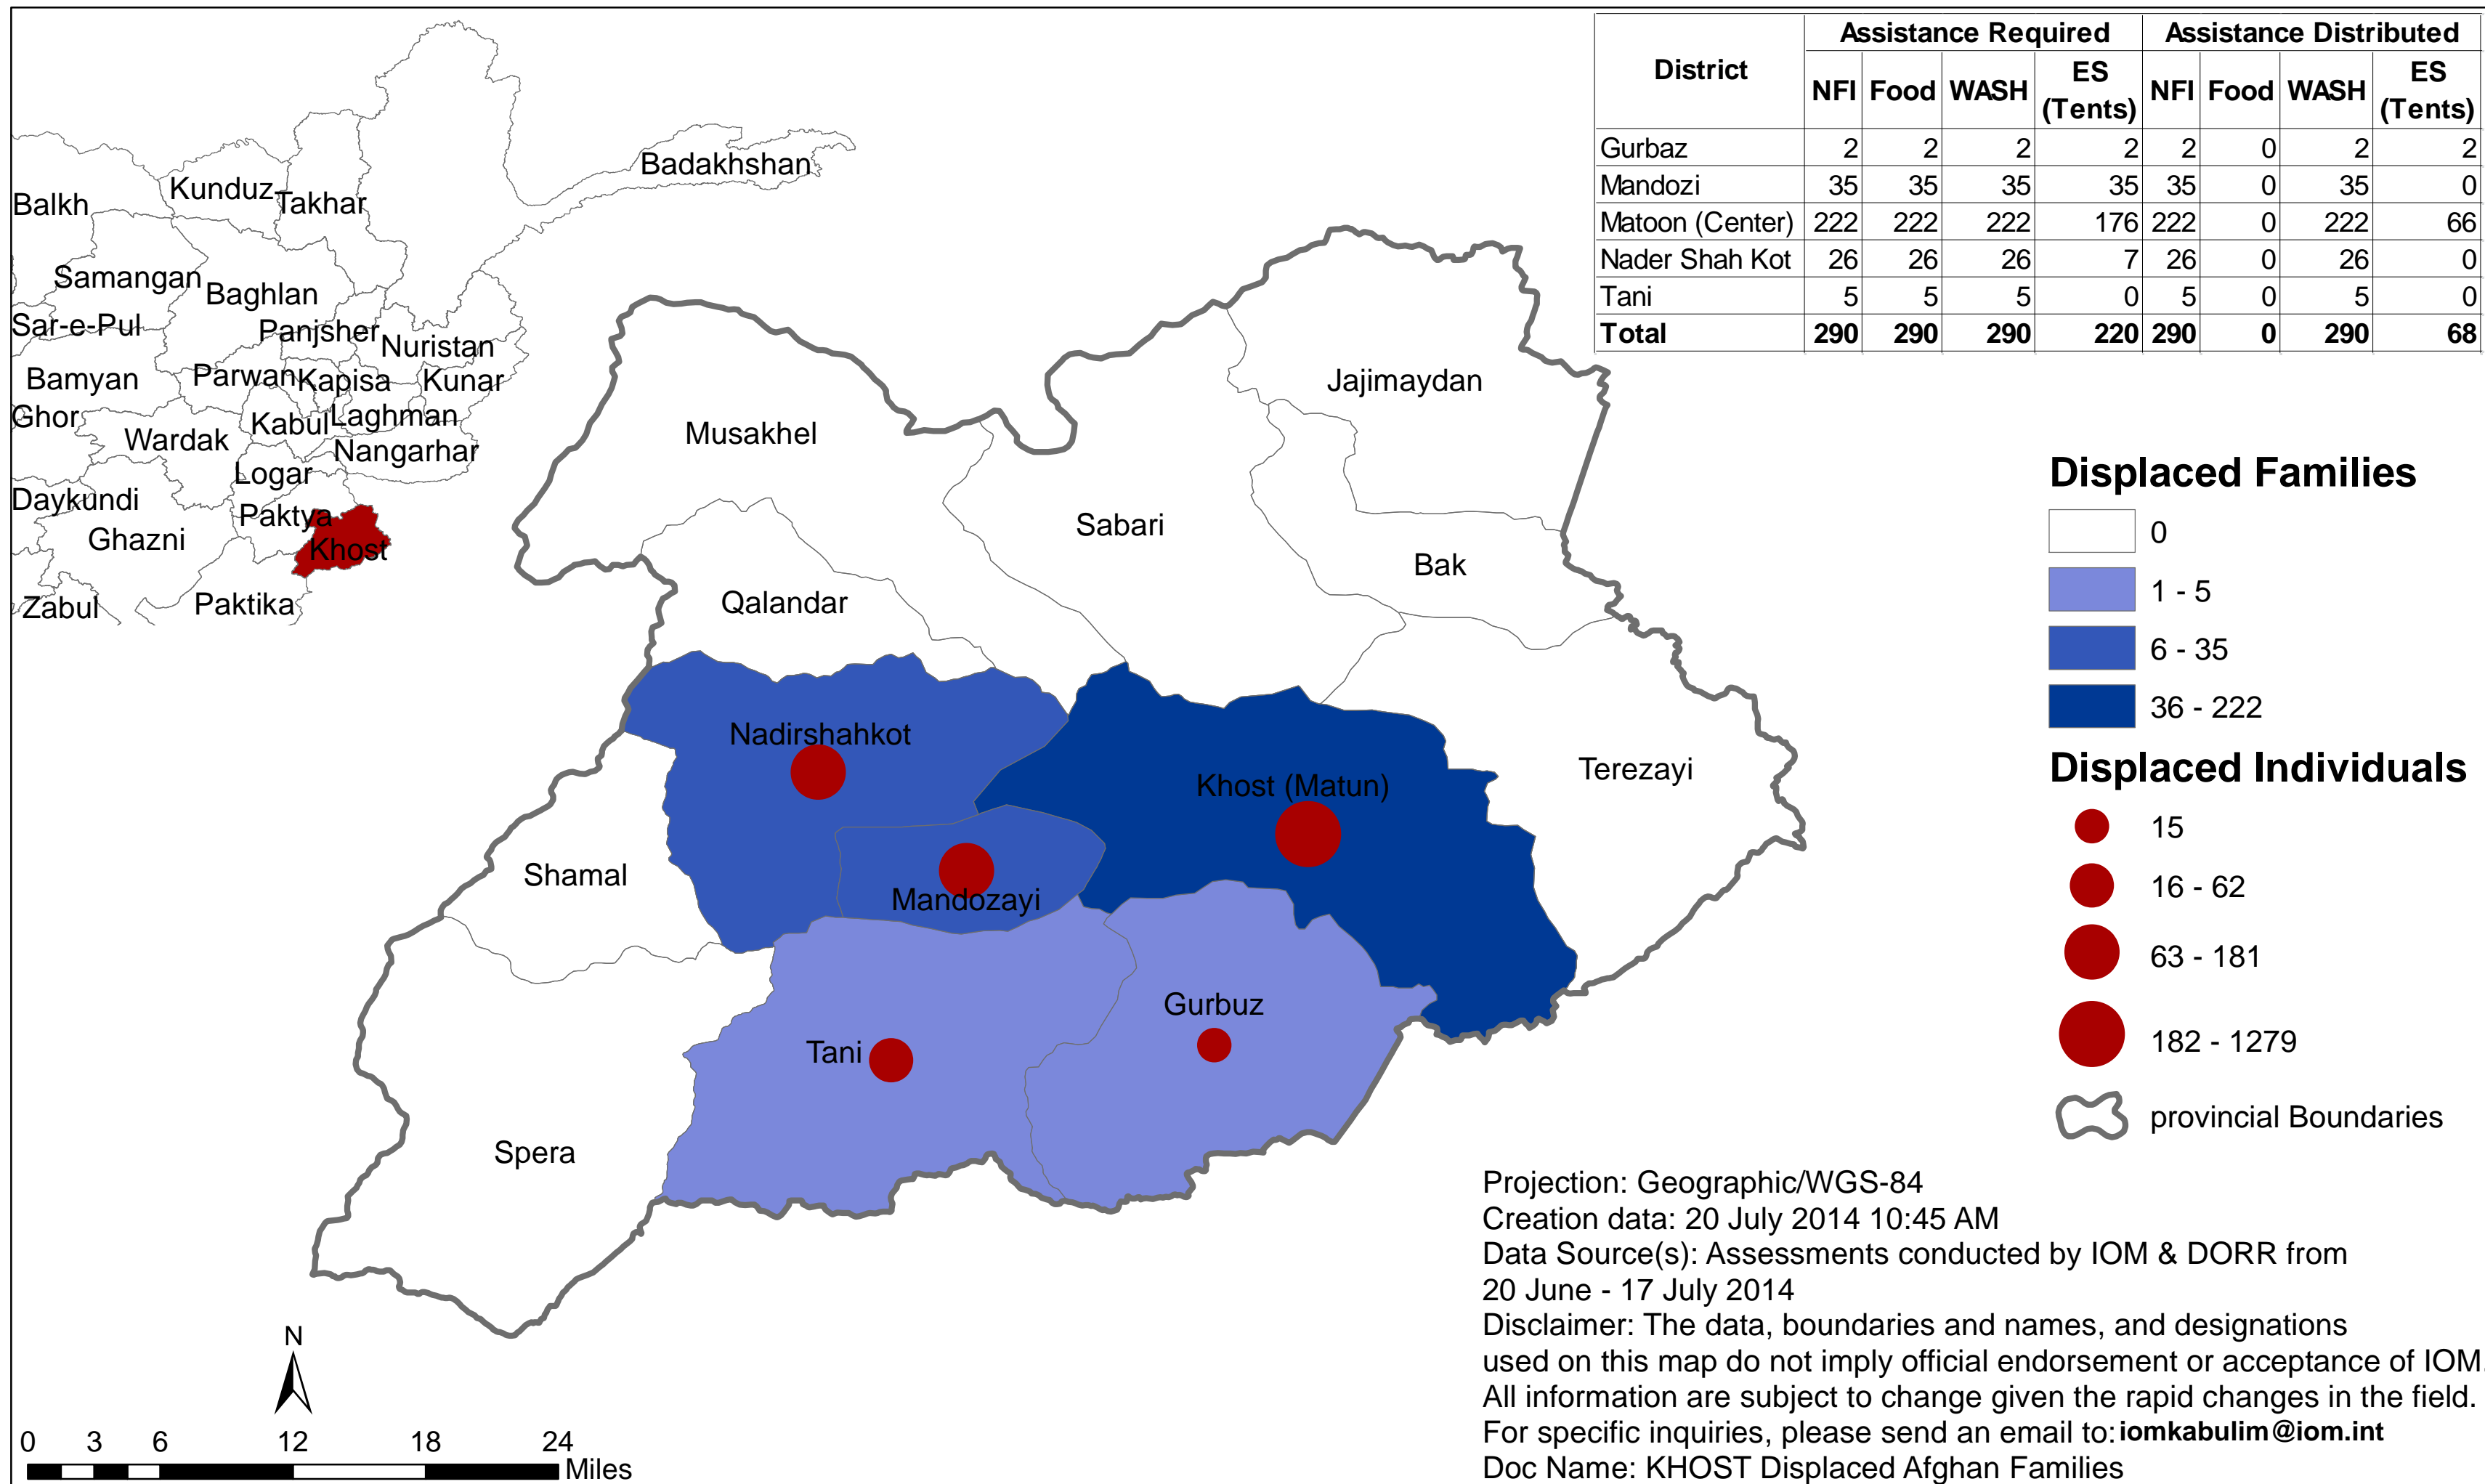 District Assistance Required Assistance Distributed
NFI Food WASH ES (Tents) NFI Food WASH ES (Tents)
Gurbaz 2 2 2 2 2 0 2 2
Mandozi 35 35 35 35 35 0 35 0
Matoon (Center) 222 222 222 176 222 0 222 66
Nader Shah Kot 26 26 26 7 26 0 26 0
Tani 5 5 5 0 5 0 5 0
Total 290 290 290 220 290 0 290 68
Badakhshan
Kunduz
Takhar
Balkh
Samangan
Baghlan
Sar-e-Pul
Panjsher
Nuristan
Bamyan
Parwan
Kapisa
Kunar
Ghor
Kabul
Laghman
Wardak
Nangarhar
Logar
Daykundi
Paktya
Ghazni
Khost
Zabul
Paktika
Jajimaydan
Musakhel
Sabari
Bak
Qalandar
Nadirshahkot
Khost (Matun)
Terezayi
Shamal
Mandozayi
Gurbuz
Tani
Spera
Displaced Families
0
1 - 5
6 - 35
36 - 222
Displaced Individuals
15
16 - 62
63 - 181
182 - 1279
provincial Boundaries
Projection: Geographic/WGS-84
Creation data: 20 July 2014 10:45 AM
Data Source(s): Assessments conducted by IOM & DORR from
20 June - 17 July 2014
Disclaimer: The data, boundaries and names, and designations
used on this map do not imply official endorsement or acceptance of IOM.
All information are subject to change given the rapid changes in the field.
For specific inquiries, please send an email to: iomkabulim@iom.int
Doc Name: KHOST Displaced Afghan Families
N
0 3 6 12 18 24
Miles